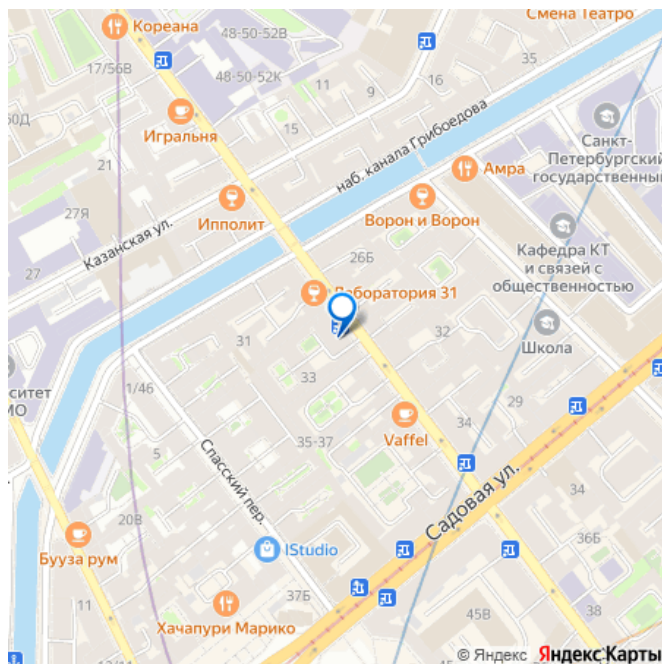 Смена Театро
Кореана
48-50-52В
17/56В
48-50-52К
35
16
11
9
50Д
Игральня
15
наб. канала Грибоедова
Санкт-
Петербургский
государственный
21
Амра
27Я
Ипполит
Ворон и Ворон
Казанская ул.
Кафедра КТ
и связей с
общественностью
26Б
27
Лаборатория 31
31
32
Школа
33
1/46
29
Vaffel
34
35-37
5
Спасский пер.
Садовая ул.
34
20В
IStudio
36Б
Бууза рум
37Б
11
Хачапури Марико
45В
38
© Яндекс Яндекс Карты